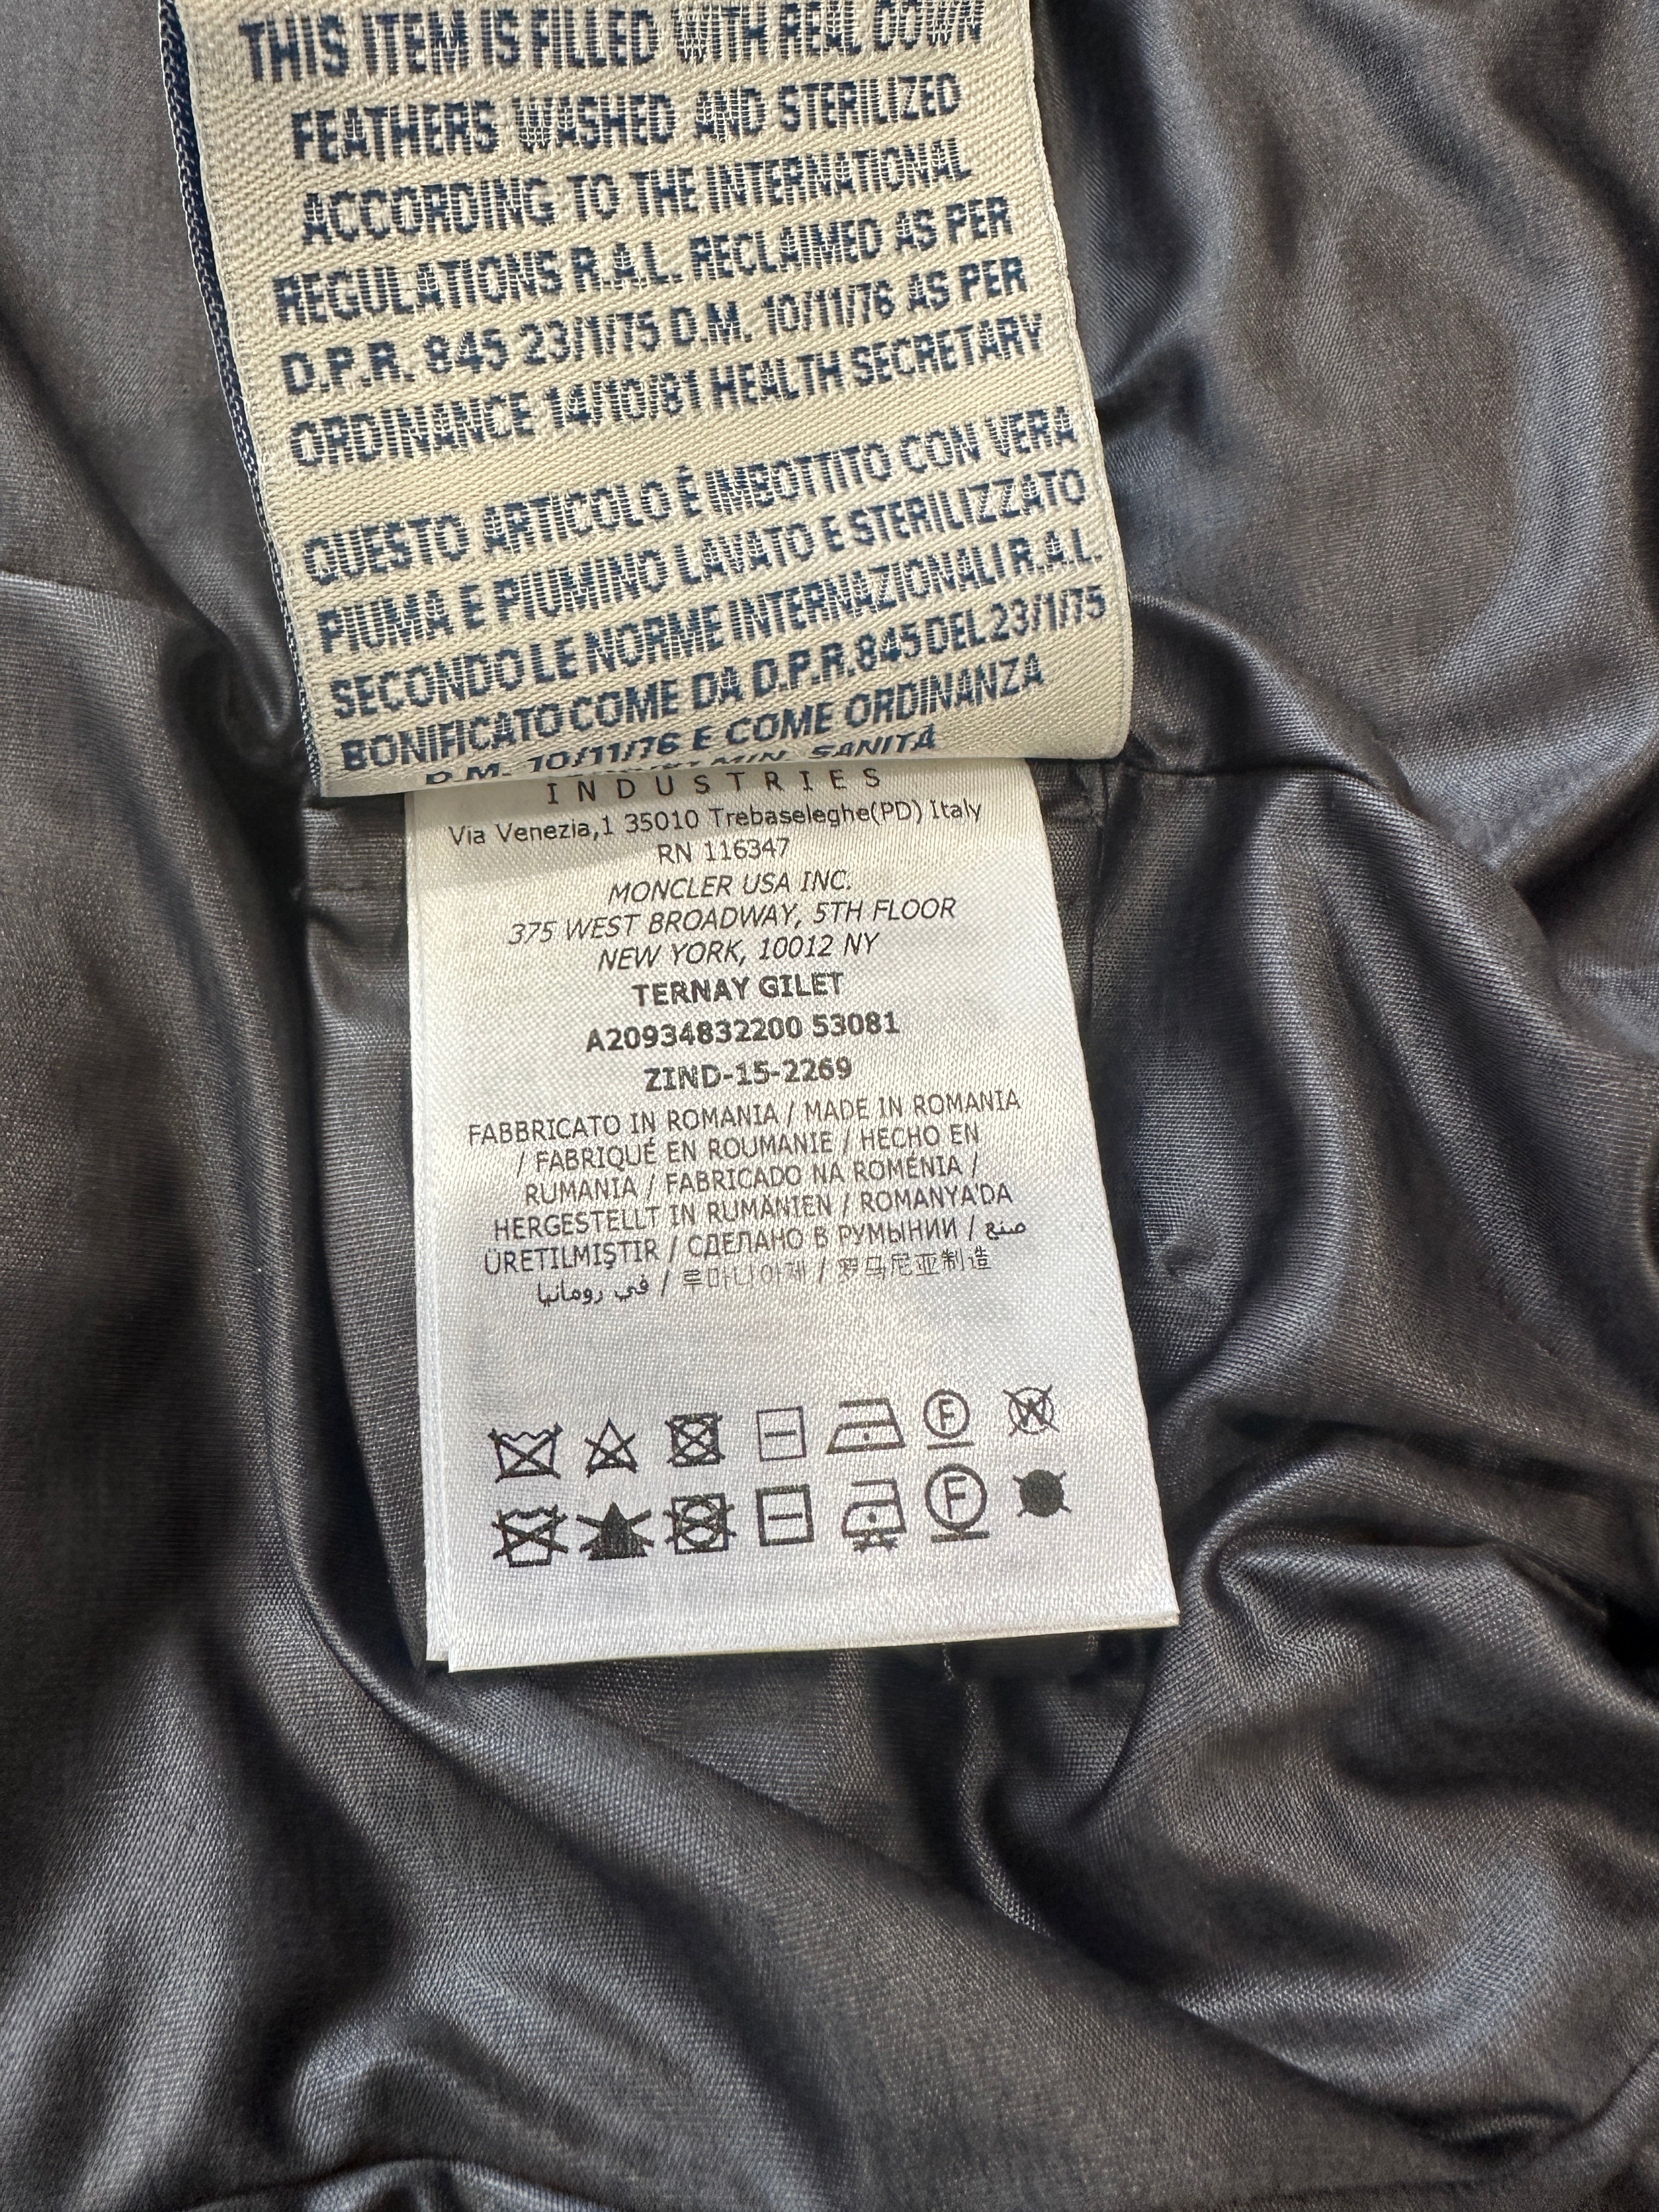 THIS ITEM IS FILLED WITH REAL DOWN
FEATHERS WASHED AND STERILIZED
ACCORDING TO THE INTERNATIONAL
REGULATIONS R.A.L. RECLAIMED AS PER
D.P.R. 845 23/1/75 D.M. 10/11/76 AS PER
ORDINANCE 14/10/81 HEALTH SECRETARY
QUESTO ARTICOLO È IMBOTTITO CON VERA
PIUMA E PIUMINO LAVATO E STERILIZZATO
SECONDO LE NORME INTERNAZIONALI R.A.L.
BONIFICATO COME DA D.P.R. 845 DEL 23/1/75
D.M. 10/11/76 E COME ORDINANZA
MIN. SANITÀ
INDUSTRIES
Via Venezia,1 35010 Trebaseleghe(PD) Italy
RN 116347
MONCLER USA INC.
375 WEST BROADWAY, 5TH FLOOR
NEW YORK, 10012 NY
TERNAY GILET
A20934832200 53081
ZIND-15-2269
FABBRICATO IN ROMANIA / MADE IN ROMANIA
/ FABRIQUÉ EN ROUMANIE / HECHO EN
RUMANIA / FABRICADO NA ROMÉNIA /
HERGESTELLT IN RUMÄNIEN / ROMANYA'DA
ÜRETILMIŞTIR / СДЕЛАНО В РУМЫНИИ / صنع
في رومانيا / 루마니아제 / 罗马尼亚制造
F W
F